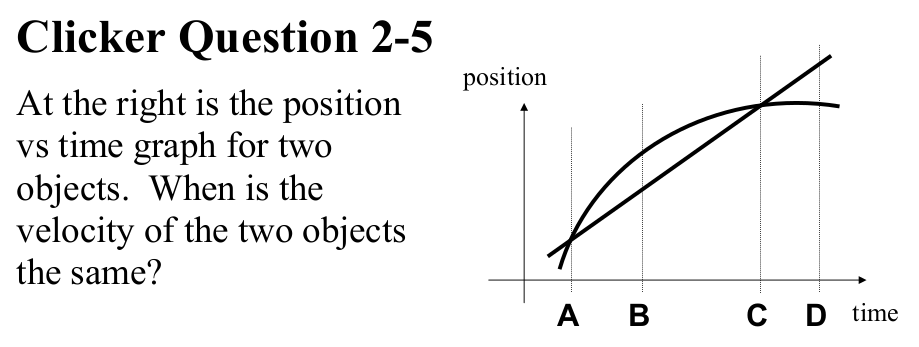 Clicker Question 2-5
At the right is the position
vs time graph for two
objects.  When is the
velocity of the two objects
the same?
position
A B C D time